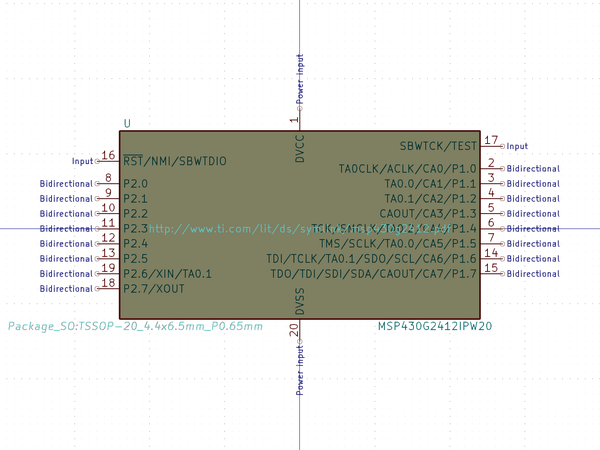 Power input
1
DVCC
U
17
SBWTCK/TEST
Input
16
Input
RST/NMI/SBWTDIO
2
TA0CLK/ACLK/CA0/P1.0
Bidirectional
8
Bidirectional
P2.0
3
TA0.0/CA1/P1.1
Bidirectional
9
Bidirectional
P2.1
4
TA0.1/CA2/P1.2
Bidirectional
10
Bidirectional
P2.2
5
CAOUT/CA3/P1.3
Bidirectional
11
Bidirectional
P2.3
http://www.ti.com/lit/ds/
6
Bidirectional
12
Bidirectional
P2.4
7
TMS/SCLK/TA0.0/CA5/P1.5
Bidirectional
13
Bidirectional
P2.5
14
TDI/TCLK/TA0.1/SDO/SCL/CA6/P1.6
Bidirectional
19
Bidirectional
P2.6/XIN/TA0.1
15
TDO/TDI/SDI/SDA/CAOUT/CA7/P1.7
Bidirectional
18
Bidirectional
P2.7/XOUT
DVSS
20
Power input
Package_SO:TSSOP-20_4.4x6.5mm_P0.65mm
MSP430G2412IPW20